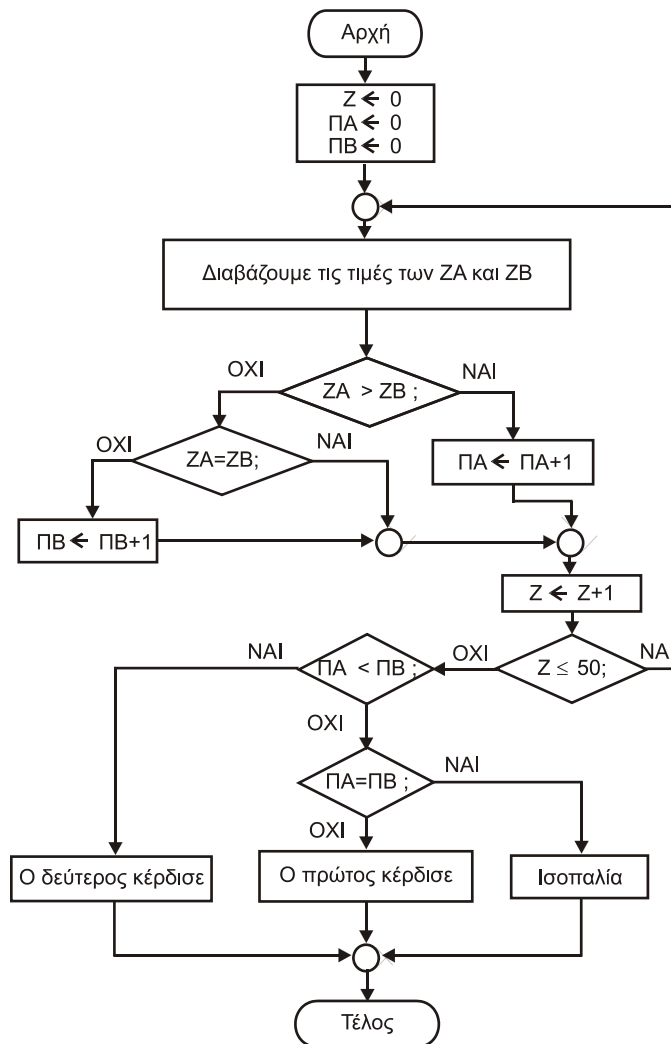 Αρχή
Ζ ← 0
ΠΑ ← 0
ΠΒ ← 0
Διαβάζουμε τις τιμές των ΖΑ και ΖΒ
ΟΧΙ
ΖΑ > ΖΒ ;
ΝΑΙ
ΟΧΙ
ΖΑ=ΖΒ;
ΝΑΙ
ΠΑ ← ΠΑ+1
ΠΒ ← ΠΒ+1
Ζ ← Ζ+1
ΝΑΙ
ΠΑ < ΠΒ ;
ΟΧΙ
Ζ ≤ 50;
ΝΑ
ΟΧΙ
ΠΑ=ΠΒ ;
ΝΑΙ
ΟΧΙ
Ο δεύτερος κέρδισε
Ο πρώτος κέρδισε
Ισοπαλία
Τέλος